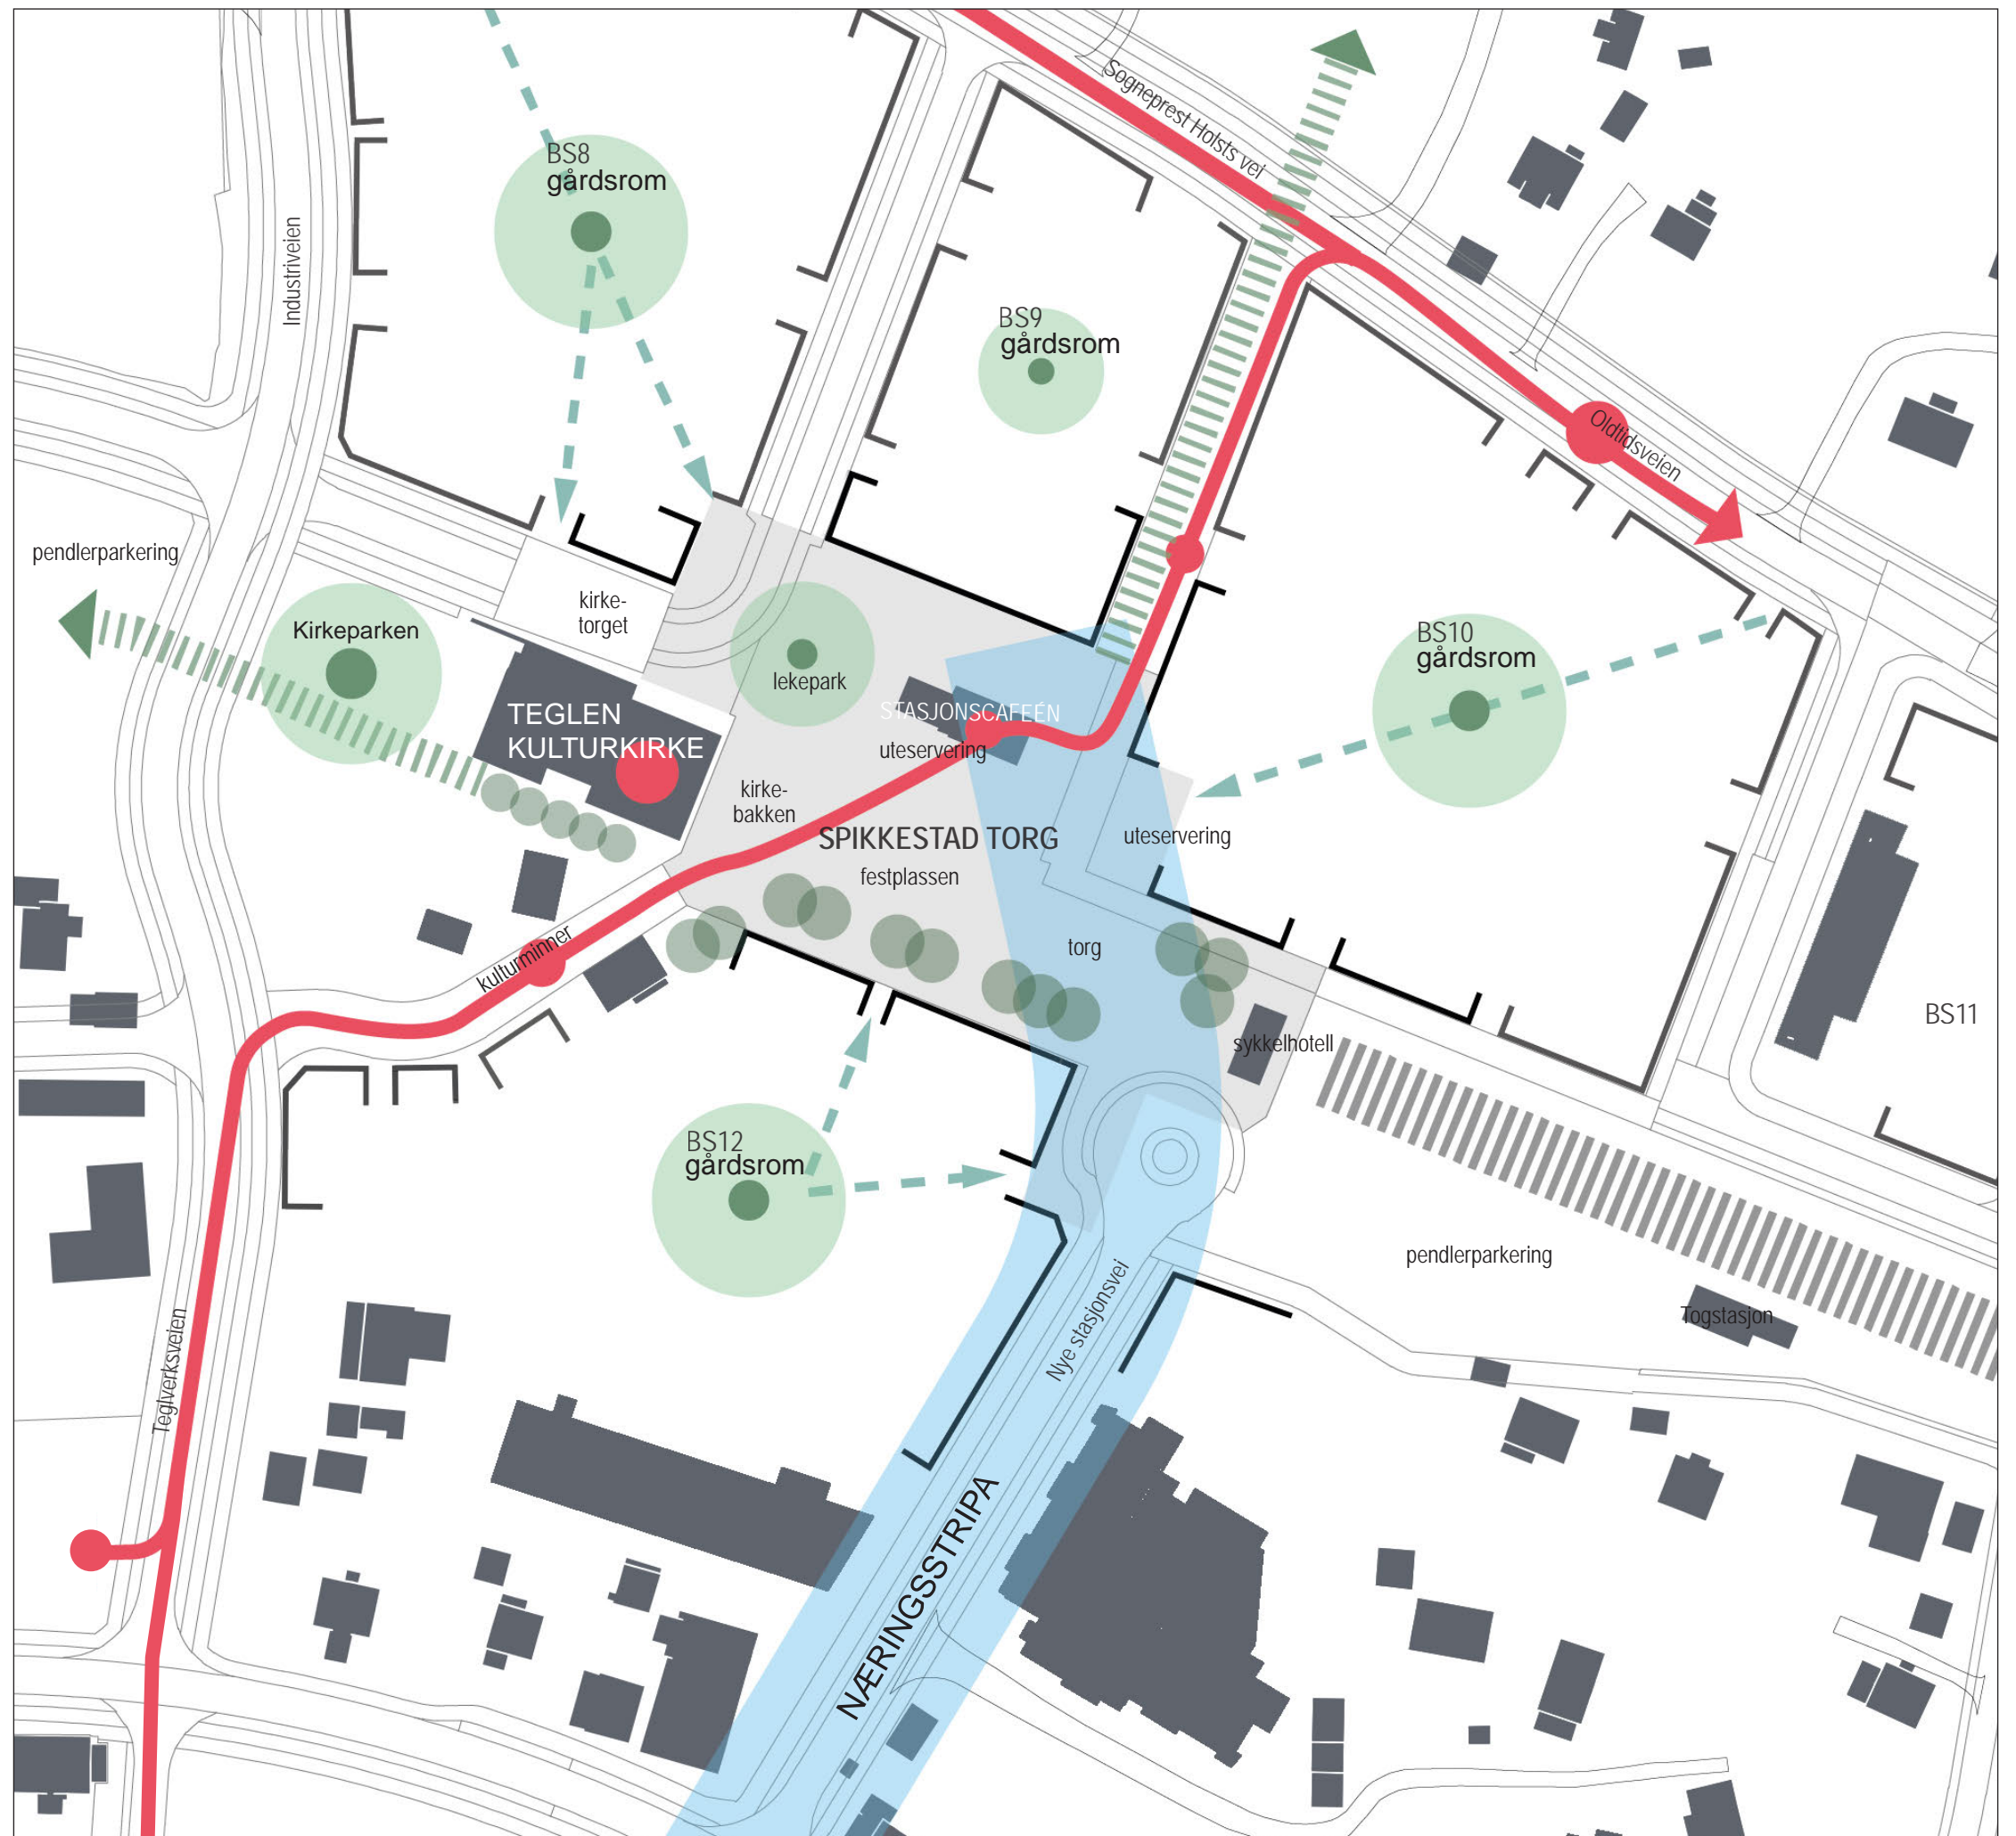 Sogneprest Holsts vei
BS8
gårdsrom
Industriveien
BS9
gårdsrom
Oldtidsveien
pendlerparkering
kirke-
torget
Kirkeparken
BS10
gårdsrom
lekepark
TEGLEN
KULTURKIRKE
STASJONSCAFEÉN
uteservering
kirke-
bakken
SPIKKESTAD TORG
uteservering
festplassen
torg
kulturminner
BS11
sykkelhotell
BS12
gårdsrom
pendlerparkering
Nye stasjonsvei
Togstasjon
Teglverksveien
NÆRINGSSTRIPA